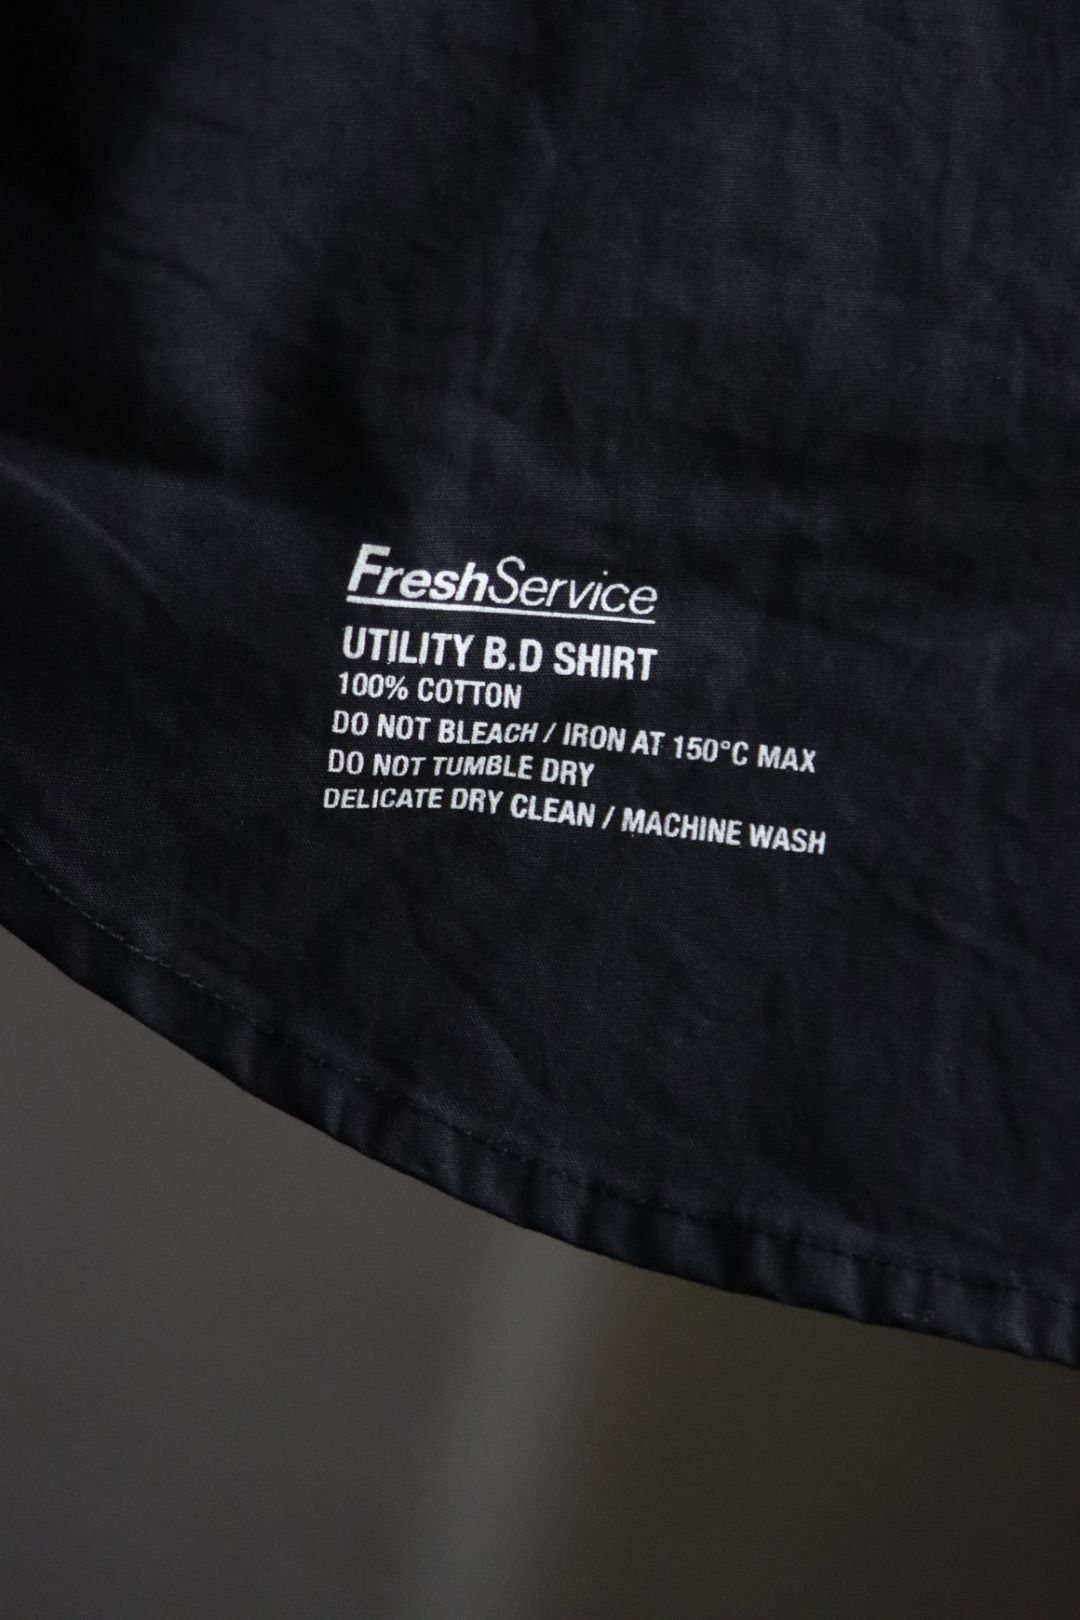 FreshService
UTILITY B.D SHIRT
100% COTTON
DO NOT BLEACH / IRON AT 150°C MAX
DO NOT TUMBLE DRY
DELICATE DRY CLEAN / MACHINE WASH